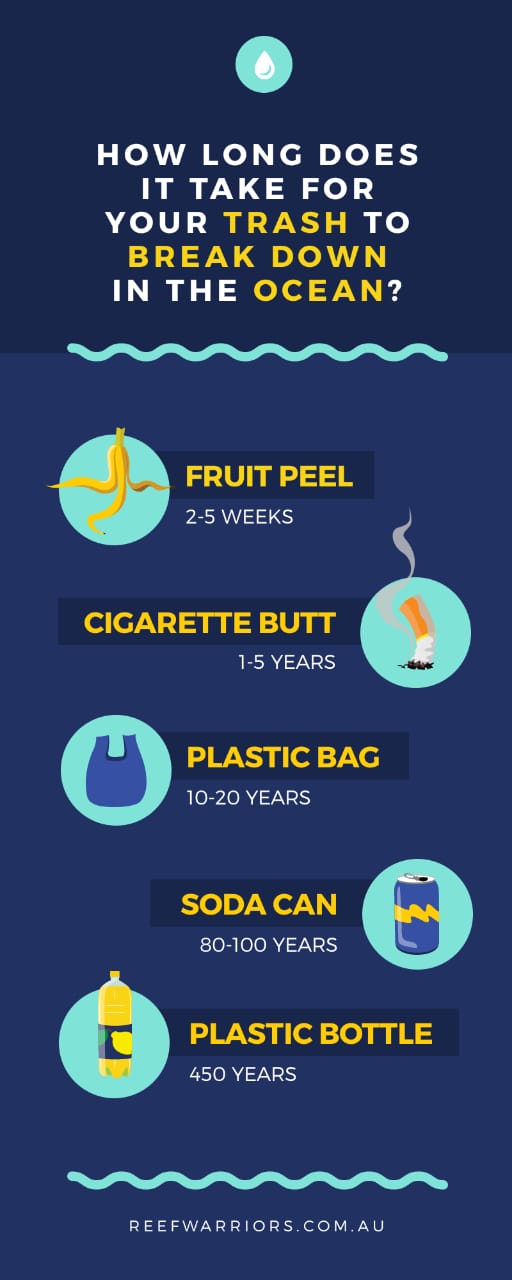 HOW LONG DOES
IT TAKE FOR
YOUR TRASH TO
BREAK DOWN
IN THE OCEAN?
FRUIT PEEL
2-5 WEEKS
CIGARETTE BUTT
1-5 YEARS
PLASTIC BAG
10-20 YEARS
SODA CAN
80-100 YEARS
PLASTIC BOTTLE
450 YEARS
REEFWARRIORS.COM.AU